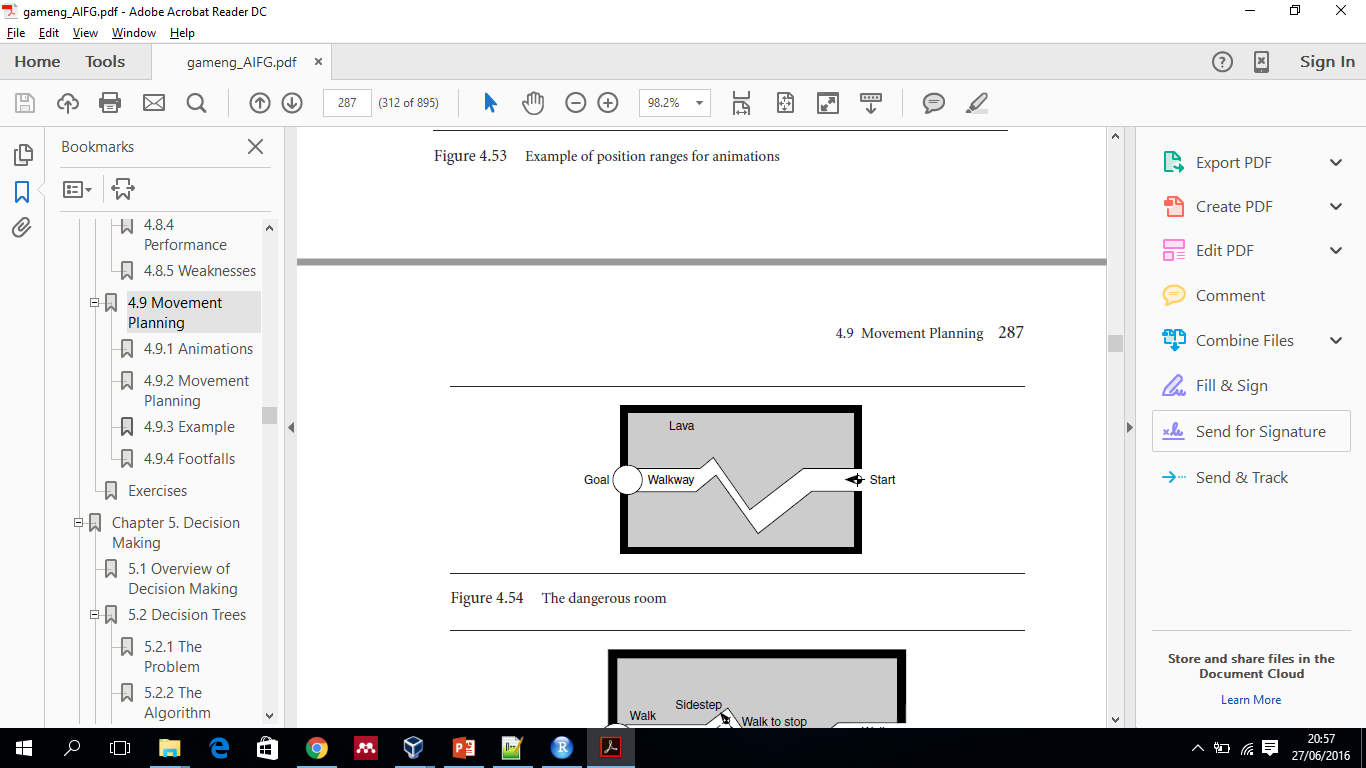 gameng_AIFG.pdf - Adobe Acrobat Reader DC
File Edit View Window Help
Home Tools gameng_AIFG.pdf × Sign In
287 (312 of 895) 98.2%
Bookmarks
4.8.4
Performance
4.8.5 Weaknesses
4.9 Movement
Planning
4.9.1 Animations
4.9.2 Movement
Planning
4.9.3 Example
4.9.4 Footfalls
Exercises
Chapter 5. Decision
Making
5.1 Overview of
Decision Making
5.2 Decision Trees
5.2.1 The
Problem
5.2.2 The
Algorithm
Figure 4.53 Example of position ranges for animations
4.9 Movement Planning 287
Lava
Goal Walkway Start
Figure 4.54 The dangerous room
Sidestep
Walk Walk to stop
Export PDF
Create PDF
Edit PDF
Comment
Combine Files
Fill & Sign
Send for Signature
Send & Track
Store and share files in the
Document Cloud
Learn More
20:57
27/06/2016